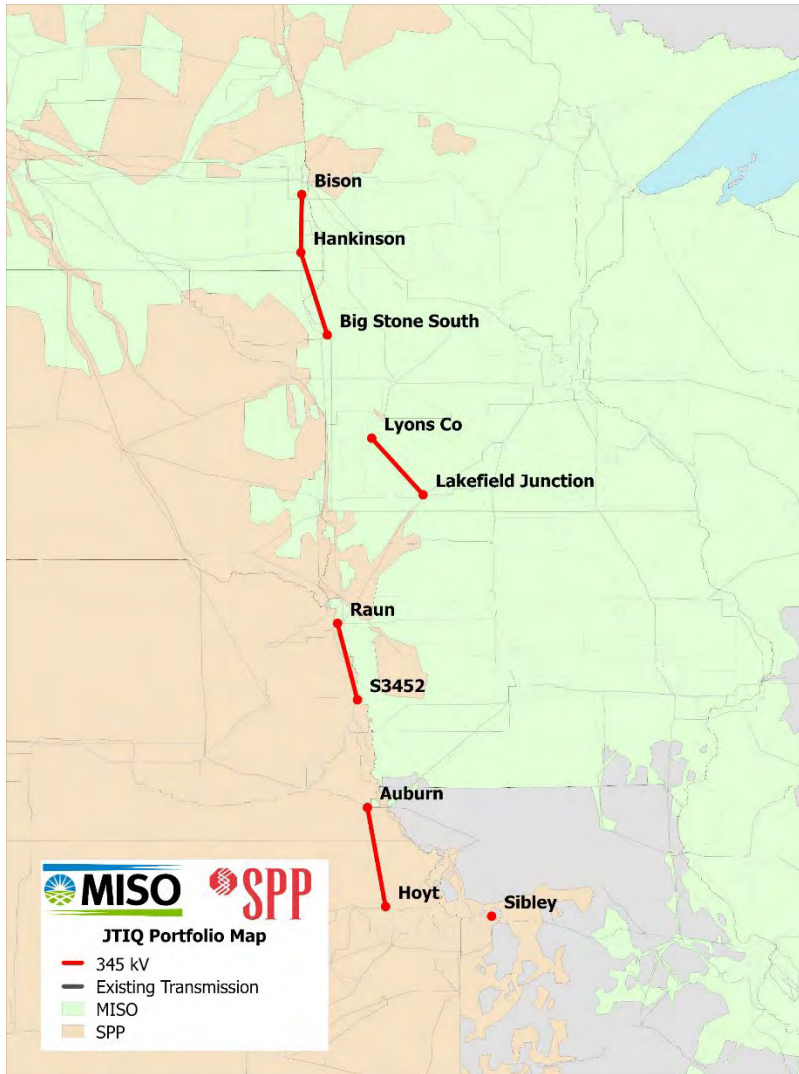 Bison
Hankinson
Big Stone South
Lyons Co
Lakefield Junction
Raun
S3452
Auburn
Hoyt
Sibley
MISO SPP
JTIQ Portfolio Map
345 kV
Existing Transmission
MISO
SPP